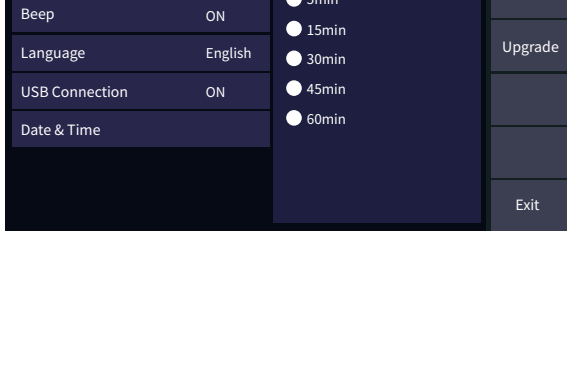 Beep ON
Language English
USB Connection ON
Date & Time
15min
30min
45min
60min
Upgrade
Exit